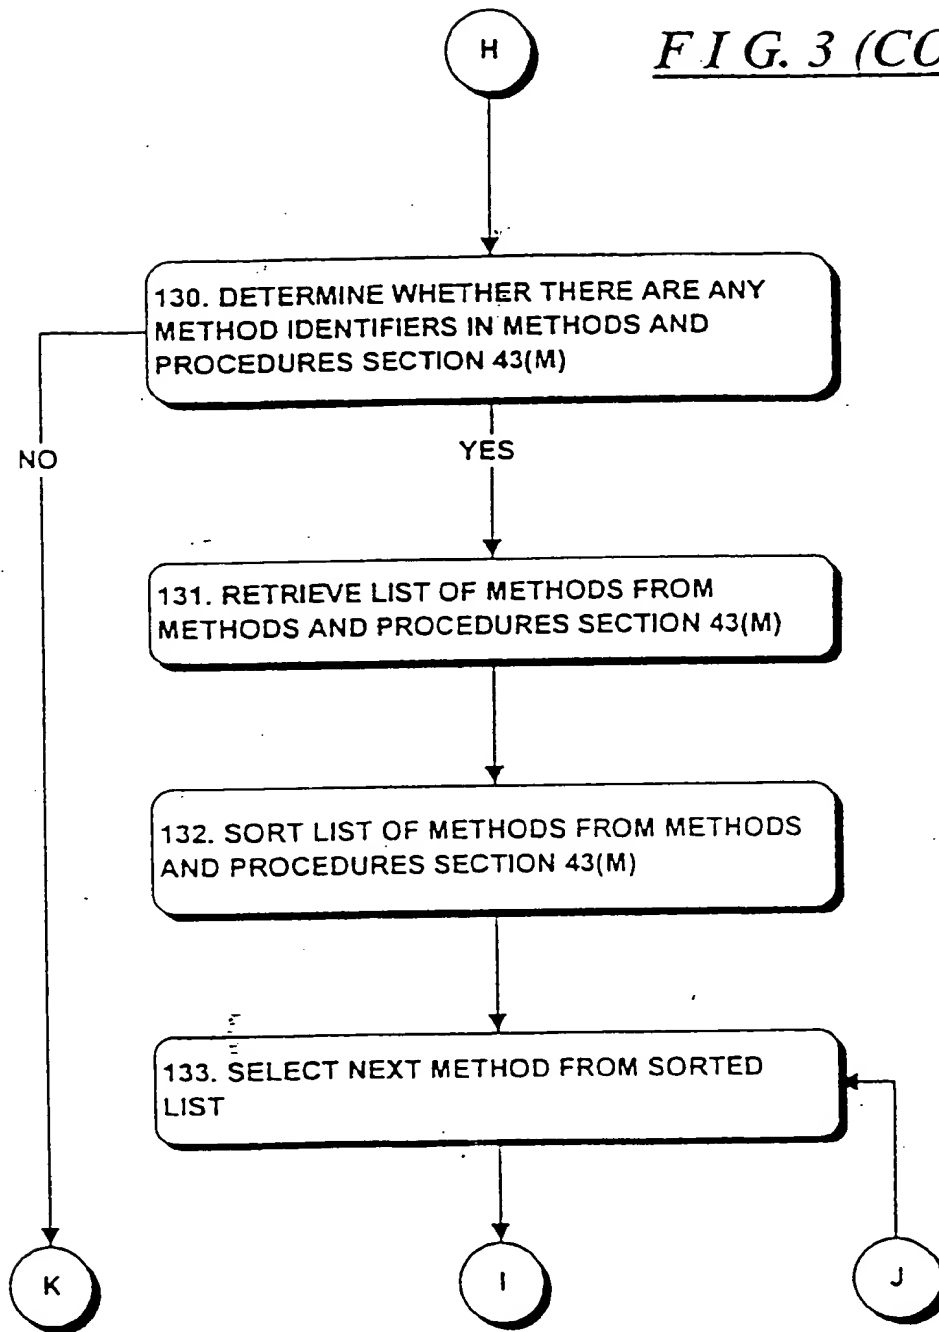 H
FIG. 3 (CO
130. DETERMINE WHETHER THERE ARE ANY
METHOD IDENTIFIERS IN METHODS AND
PROCEDURES SECTION 43(M)
NO
YES
131. RETRIEVE LIST OF METHODS FROM
METHODS AND PROCEDURES SECTION 43(M)
132. SORT LIST OF METHODS FROM METHODS
AND PROCEDURES SECTION 43(M)
133. SELECT NEXT METHOD FROM SORTED
LIST
K
I
J